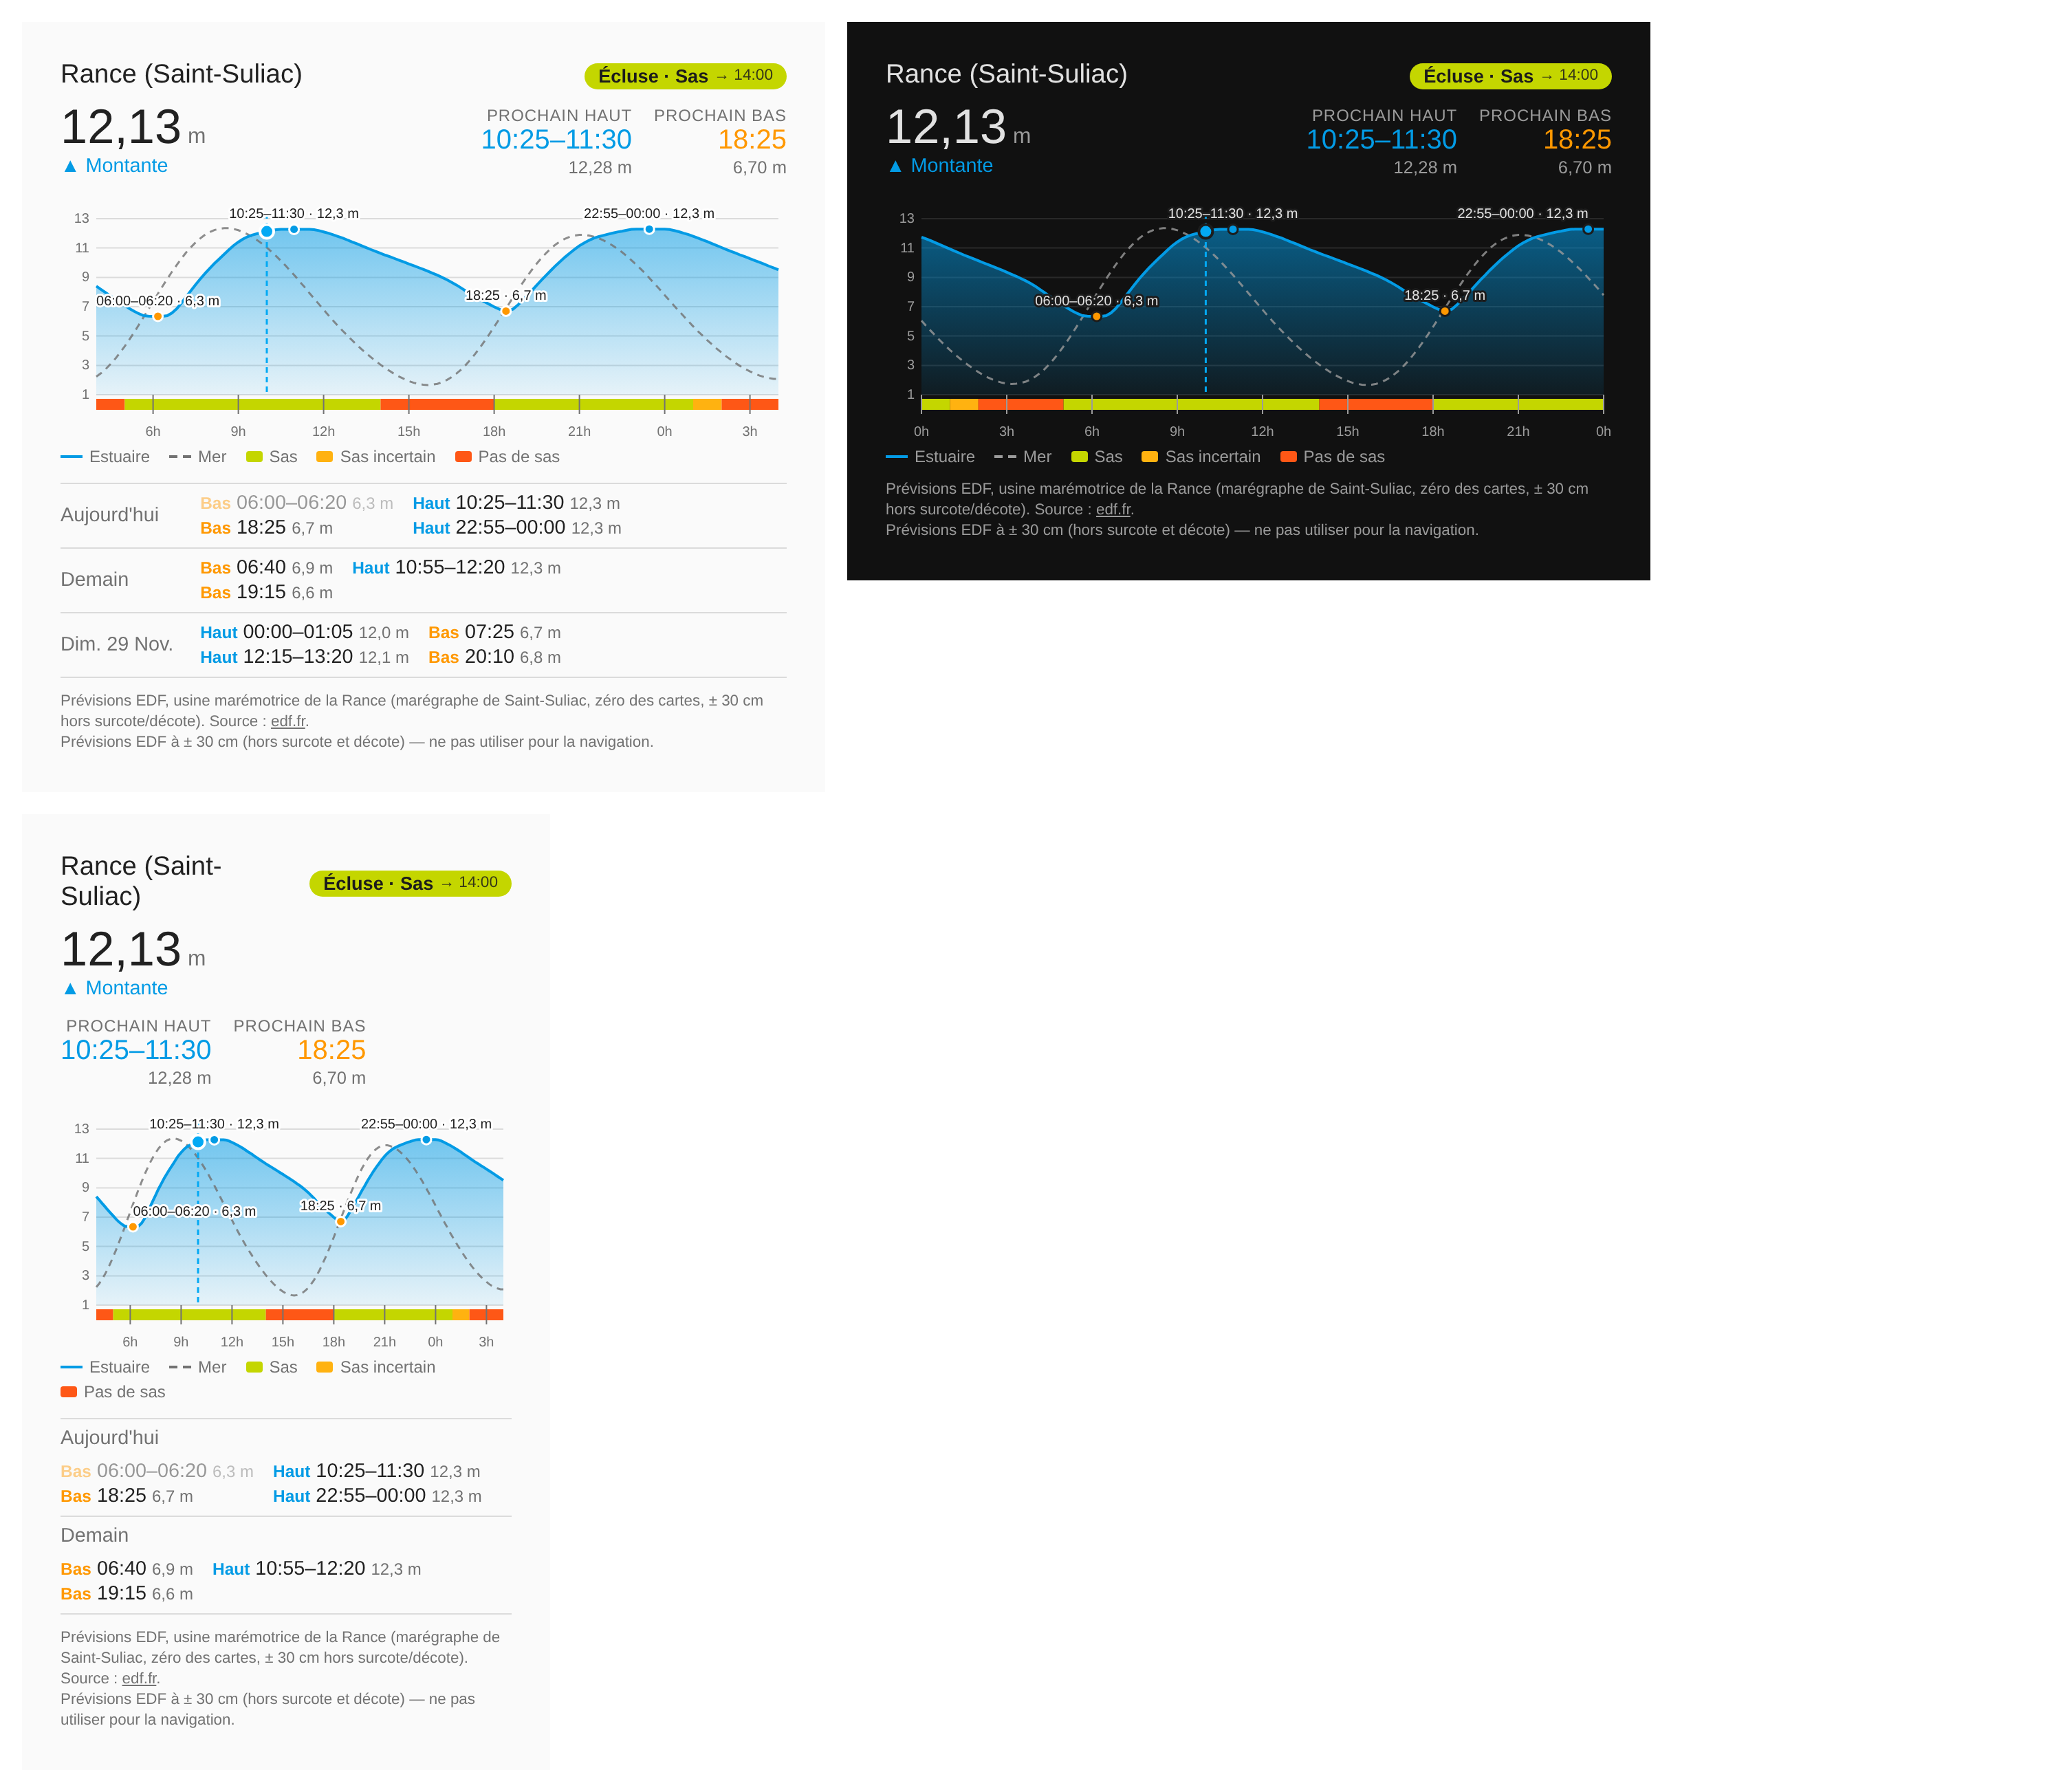 Rance (Saint-Suliac)
Écluse · Sas → 14:00
12,13 m
▲ Montante
PROCHAIN HAUT
10:25–11:30
12,28 m
PROCHAIN BAS
18:25
6,70 m
10:25–11:30 · 12,3 m
22:55–00:00 · 12,3 m
06:00–06:20 · 6,3 m
18:25 · 6,7 m
13
11
9
7
5
3
1
6h 9h 12h 15h 18h 21h 0h 3h
Estuaire Mer Sas Sas incertain Pas de sas
Aujourd'hui
Bas 06:00–06:20 6,3 m Haut 10:25–11:30 12,3 m
Bas 18:25 6,7 m Haut 22:55–00:00 12,3 m
Demain
Bas 06:40 6,9 m Haut 10:55–12:20 12,3 m
Bas 19:15 6,6 m
Dim. 29 Nov.
Haut 00:00–01:05 12,0 m Bas 07:25 6,7 m
Haut 12:15–13:20 12,1 m Bas 20:10 6,8 m
Prévisions EDF, usine marémotrice de la Rance (marégraphe de Saint-Suliac, zéro des cartes, ± 30 cm
hors surcote/décote). Source : edf.fr.
Prévisions EDF à ± 30 cm (hors surcote et décote) — ne pas utiliser pour la navigation.
Rance (Saint-Suliac)
Écluse · Sas → 14:00
12,13 m
▲ Montante
PROCHAIN HAUT
10:25–11:30
12,28 m
PROCHAIN BAS
18:25
6,70 m
10:25–11:30 · 12,3 m
22:55–00:00 · 12,3 m
06:00–06:20 · 6,3 m
18:25 · 6,7 m
13
11
9
7
5
3
1
0h 3h 6h 9h 12h 15h 18h 21h 0h
Estuaire Mer Sas Sas incertain Pas de sas
Prévisions EDF, usine marémotrice de la Rance (marégraphe de Saint-Suliac, zéro des cartes, ± 30 cm
hors surcote/décote). Source : edf.fr.
Prévisions EDF à ± 30 cm (hors surcote et décote) — ne pas utiliser pour la navigation.
Rance (Saint-
Suliac)
Écluse · Sas → 14:00
12,13 m
▲ Montante
PROCHAIN HAUT
10:25–11:30
12,28 m
PROCHAIN BAS
18:25
6,70 m
10:25–11:30 · 12,3 m
22:55–00:00 · 12,3 m
06:00–06:20 · 6,3 m
18:25 · 6,7 m
13
11
9
7
5
3
1
6h 9h 12h 15h 18h 21h 0h 3h
Estuaire Mer Sas Sas incertain
Pas de sas
Aujourd'hui
Bas 06:00–06:20 6,3 m Haut 10:25–11:30 12,3 m
Bas 18:25 6,7 m Haut 22:55–00:00 12,3 m
Demain
Bas 06:40 6,9 m Haut 10:55–12:20 12,3 m
Bas 19:15 6,6 m
Prévisions EDF, usine marémotrice de la Rance (marégraphe de
Saint-Suliac, zéro des cartes, ± 30 cm hors surcote/décote).
Source : edf.fr.
Prévisions EDF à ± 30 cm (hors surcote et décote) — ne pas
utiliser pour la navigation.